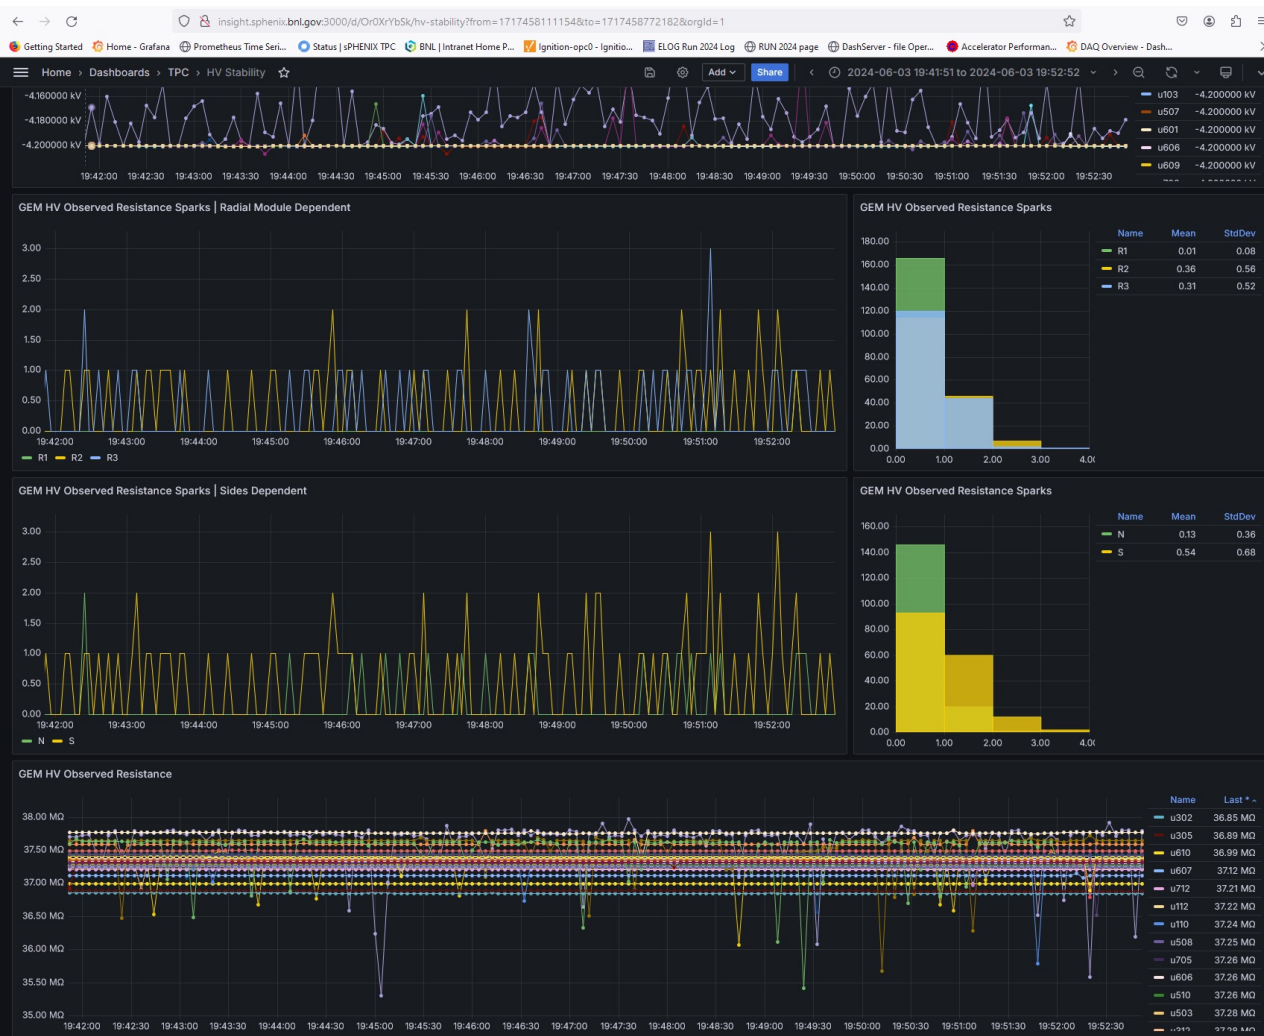 insight.sphenix.bnl.gov:3000/d/Or0XrYbSk/hv-stability?from=1717458111154&to=1717458772182&orgId=1
Getting Started Home - Grafana Prometheus Time Seri... Status | sPHENIX TPC BNL | Intranet Home P... Ignition-opc0 - Ignitio... ELOG Run 2024 Log RUN 2024 page DashServer - file Oper... Accelerator Performan... DAQ Overview - Dash...
Home > Dashboards > TPC > HV Stability Add Share 2024-06-03 19:41:51 to 2024-06-03 19:52:52
-4.160000 kV
-4.180000 kV
-4.200000 kV
19:42:00 19:42:30 19:43:00 19:43:30 19:44:00 19:44:30 19:45:00 19:45:30 19:46:00 19:46:30 19:47:00 19:47:30 19:48:00 19:48:30 19:49:00 19:49:30 19:50:00 19:50:30 19:51:00 19:51:30 19:52:00 19:52:30
u103 -4.200000 kV
u507 -4.200000 kV
u601 -4.200000 kV
u606 -4.200000 kV
u609 -4.200000 kV
GEM HV Observed Resistance Sparks | Radial Module Dependent
3.00
2.50
2.00
1.50
1.00
0.50
0.00
19:42:00 19:43:00 19:44:00 19:45:00 19:46:00 19:47:00 19:48:00 19:49:00 19:50:00 19:51:00 19:52:00
R1 R2 R3
GEM HV Observed Resistance Sparks
180.00
160.00
140.00
120.00
100.00
80.00
60.00
40.00
20.00
0.00
0.00 1.00 2.00 3.00 4.0
Name Mean StdDev
R1 0.01 0.08
R2 0.36 0.56
R3 0.31 0.52
GEM HV Observed Resistance Sparks | Sides Dependent
3.00
2.50
2.00
1.50
1.00
0.50
0.00
19:42:00 19:43:00 19:44:00 19:45:00 19:46:00 19:47:00 19:48:00 19:49:00 19:50:00 19:51:00 19:52:00
N S
GEM HV Observed Resistance Sparks
160.00
140.00
120.00
100.00
80.00
60.00
40.00
20.00
0.00
0.00 1.00 2.00 3.00 4.0
Name Mean StdDev
N 0.13 0.36
S 0.54 0.68
GEM HV Observed Resistance
38.00 MΩ
37.50 MΩ
37.00 MΩ
36.50 MΩ
36.00 MΩ
35.50 MΩ
35.00 MΩ
19:42:00 19:42:30 19:43:00 19:43:30 19:44:00 19:44:30 19:45:00 19:45:30 19:46:00 19:46:30 19:47:00 19:47:30 19:48:00 19:48:30 19:49:00 19:49:30 19:50:00 19:50:30 19:51:00 19:51:30 19:52:00 19:52:30
Name Last *
u302 36.85 MΩ
u305 36.89 MΩ
u610 36.99 MΩ
u607 37.12 MΩ
u712 37.21 MΩ
u112 37.22 MΩ
u110 37.24 MΩ
u508 37.25 MΩ
u705 37.26 MΩ
u606 37.26 MΩ
u510 37.26 MΩ
u503 37.28 MΩ